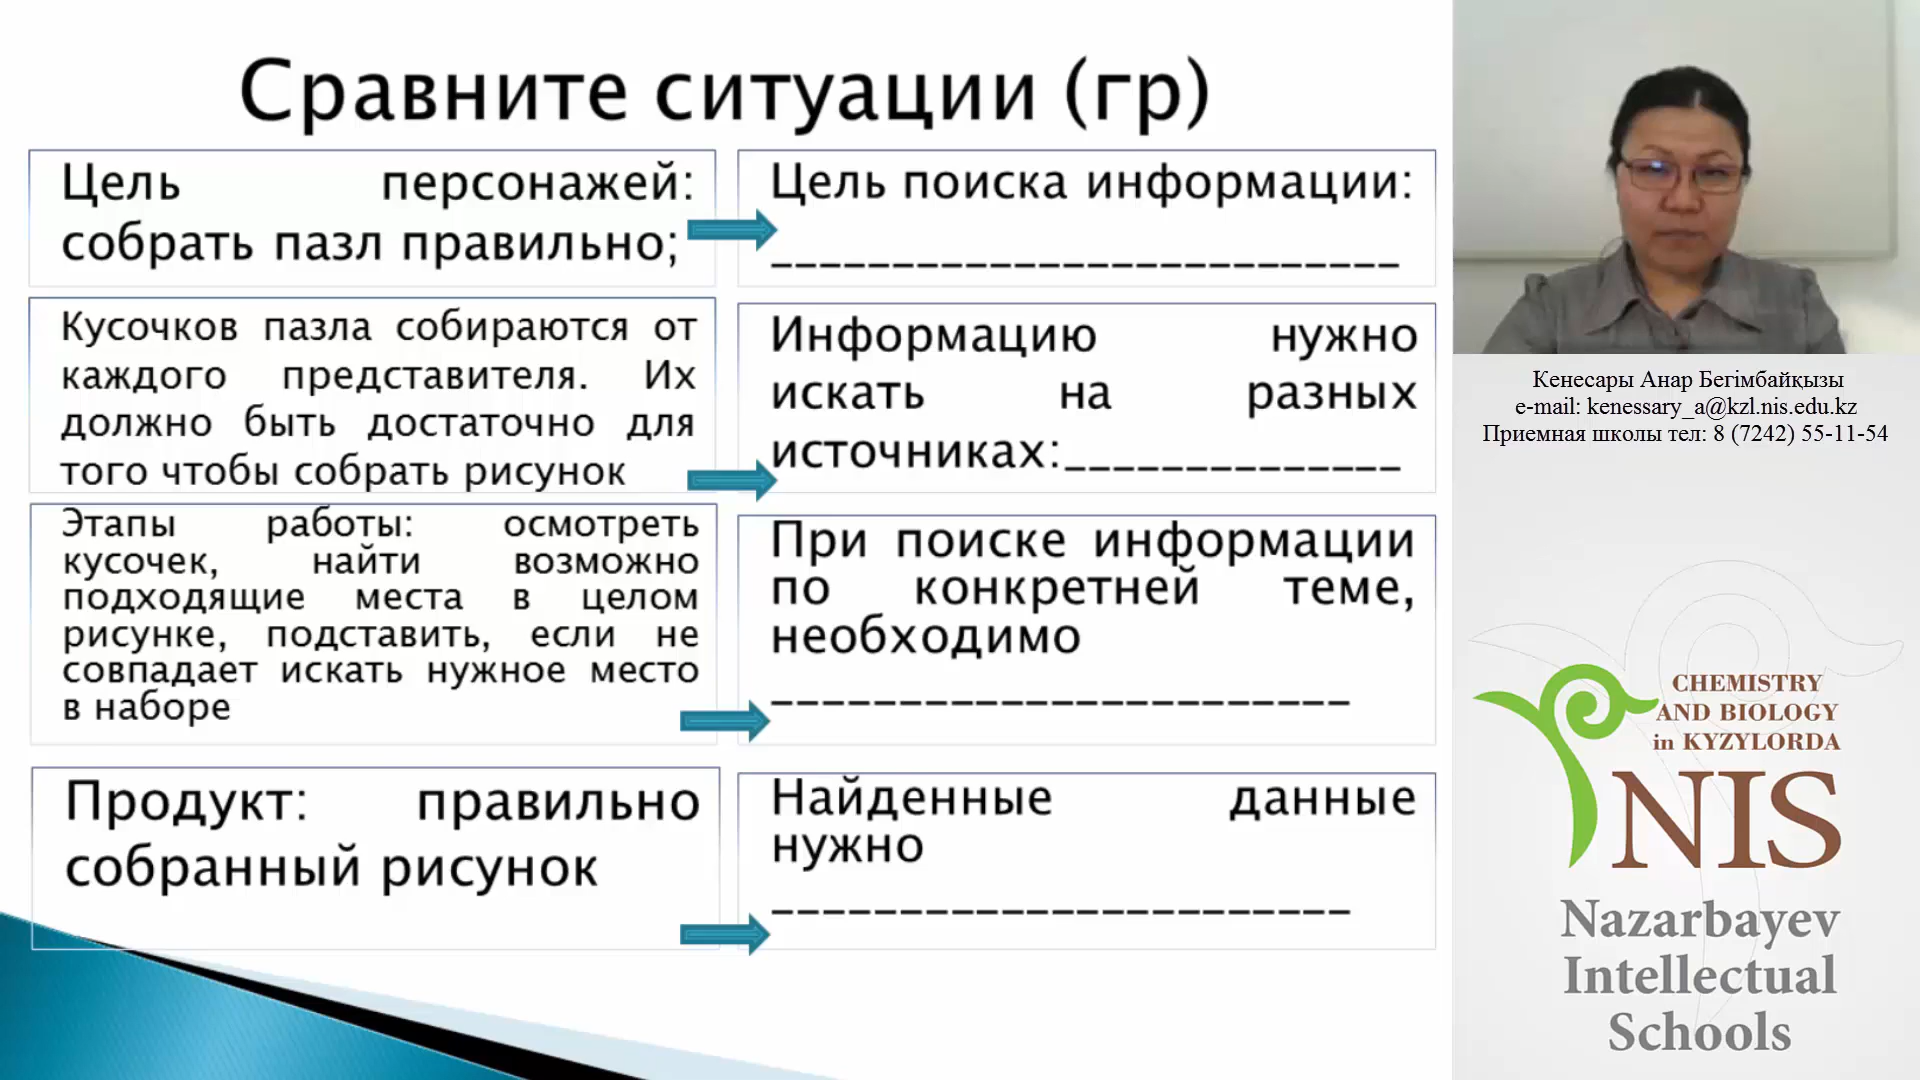 Сравните ситуации (гр)
Цель персонажей:
собрать пазл правильно;
Цель поиска информации:
__________________________
Кусочков пазла собираются от
каждого представителя. Их
должно быть достаточно для
того чтобы собрать рисунок
Информацию нужно
искать на разных
источниках:______________
Этапы работы: осмотреть
кусочек, найти возможно
подходящие места в целом
рисунке, подставить, если не
совпадает искать нужное место
в наборе
При поиске информации
по конкретней теме,
необходимо
_______________________
Продукт: правильно
собранный рисунок
Найденные данные
нужно
_______________________
Кенесары Анар Бегімбайқызы
e-mail: kenessary_a@kzl.nis.edu.kz
Приемная школы тел: 8 (7242) 55-11-54
CHEMISTRY
AND BIOLOGY
in KYZYLORDA
NIS
Nazarbayev
Intellectual
Schools